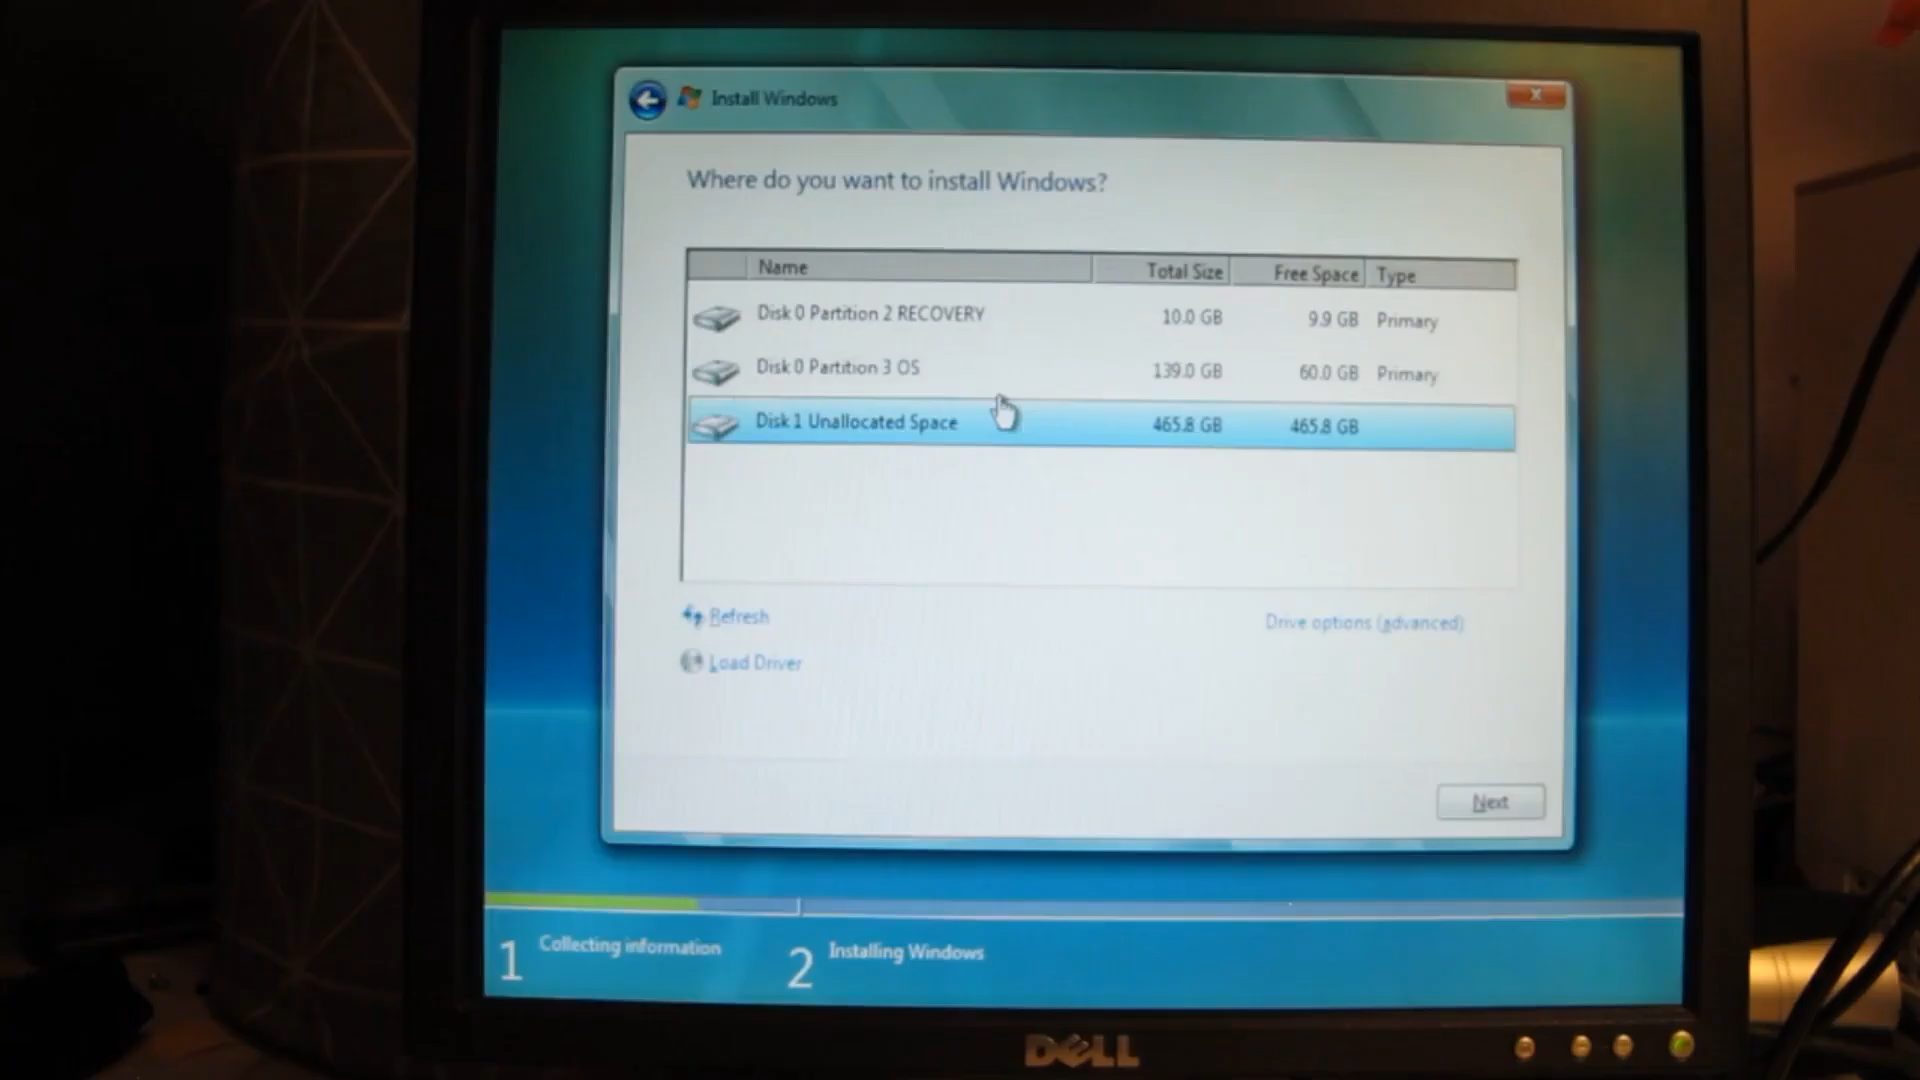 Install Windows
x
Where do you want to install Windows?
Name Total Size Free Space Type
Disk 0 Partition 2 RECOVERY 10.0 GB 9.9 GB Primary
Disk 0 Partition 3 OS 139.0 GB 60.0 GB Primary
Disk 1 Unallocated Space 465.8 GB 465.8 GB
Refresh Drive options (advanced)
Load Driver
Next
1 Collecting information 2 Installing Windows
DELL